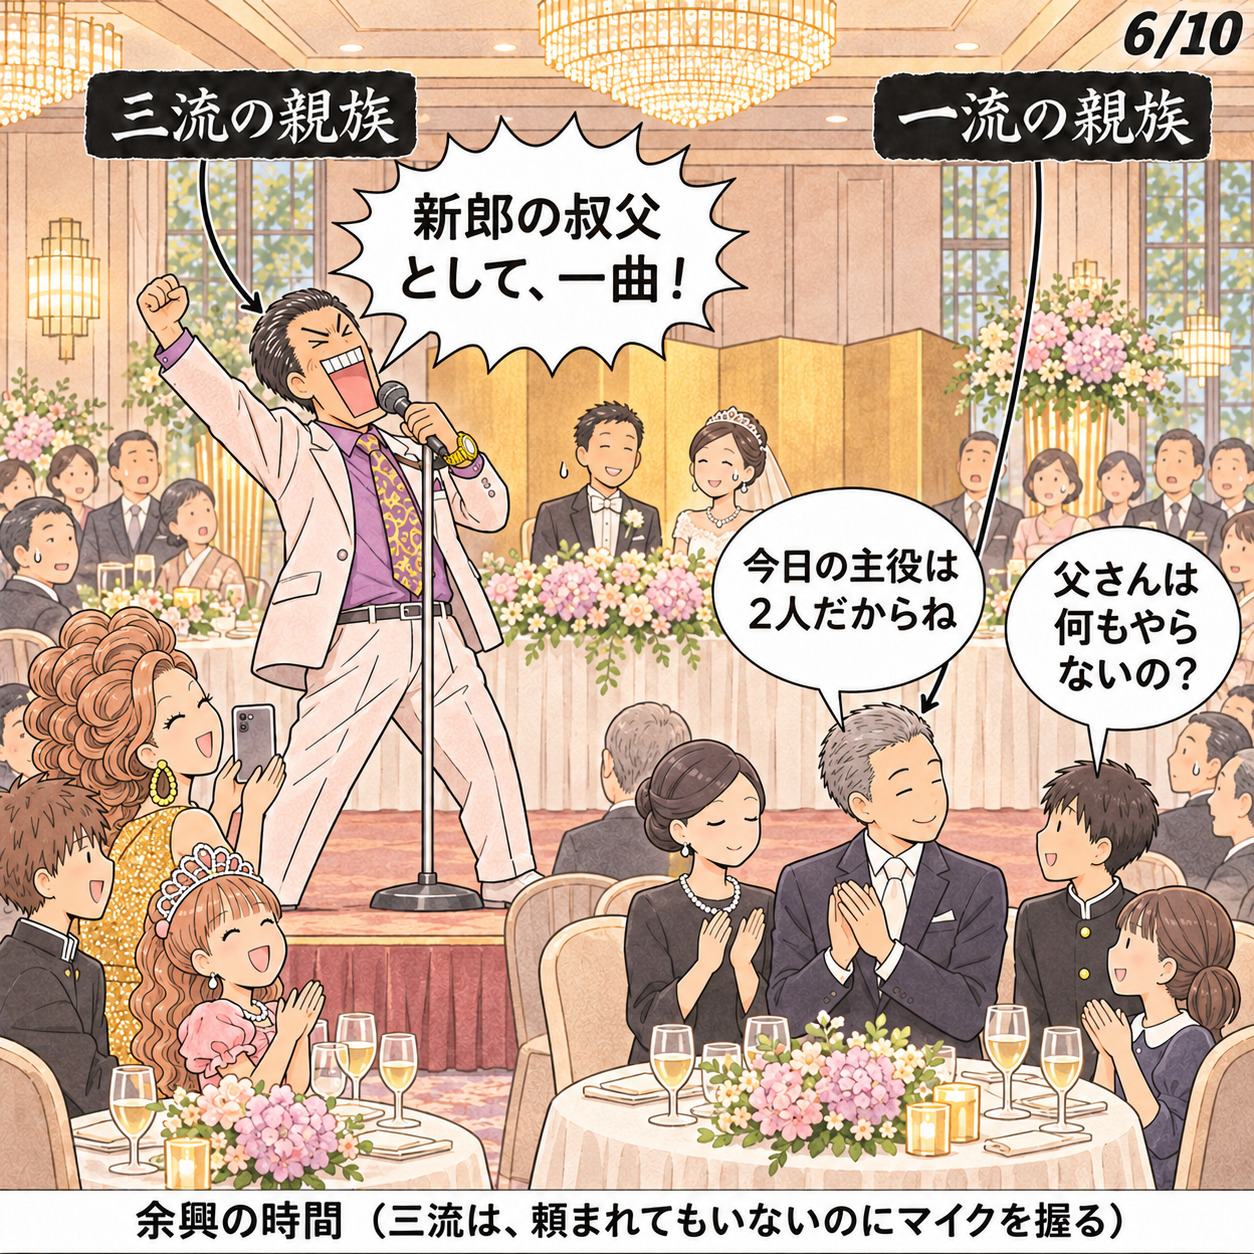 6/10
三流の親族
一流の親族
新郎の叔父
として、一曲！
今日の主役は
2人だからね
父さんは
何もやら
ないの？
余興の時間（三流は、頼まれてもいないのにマイクを握る）